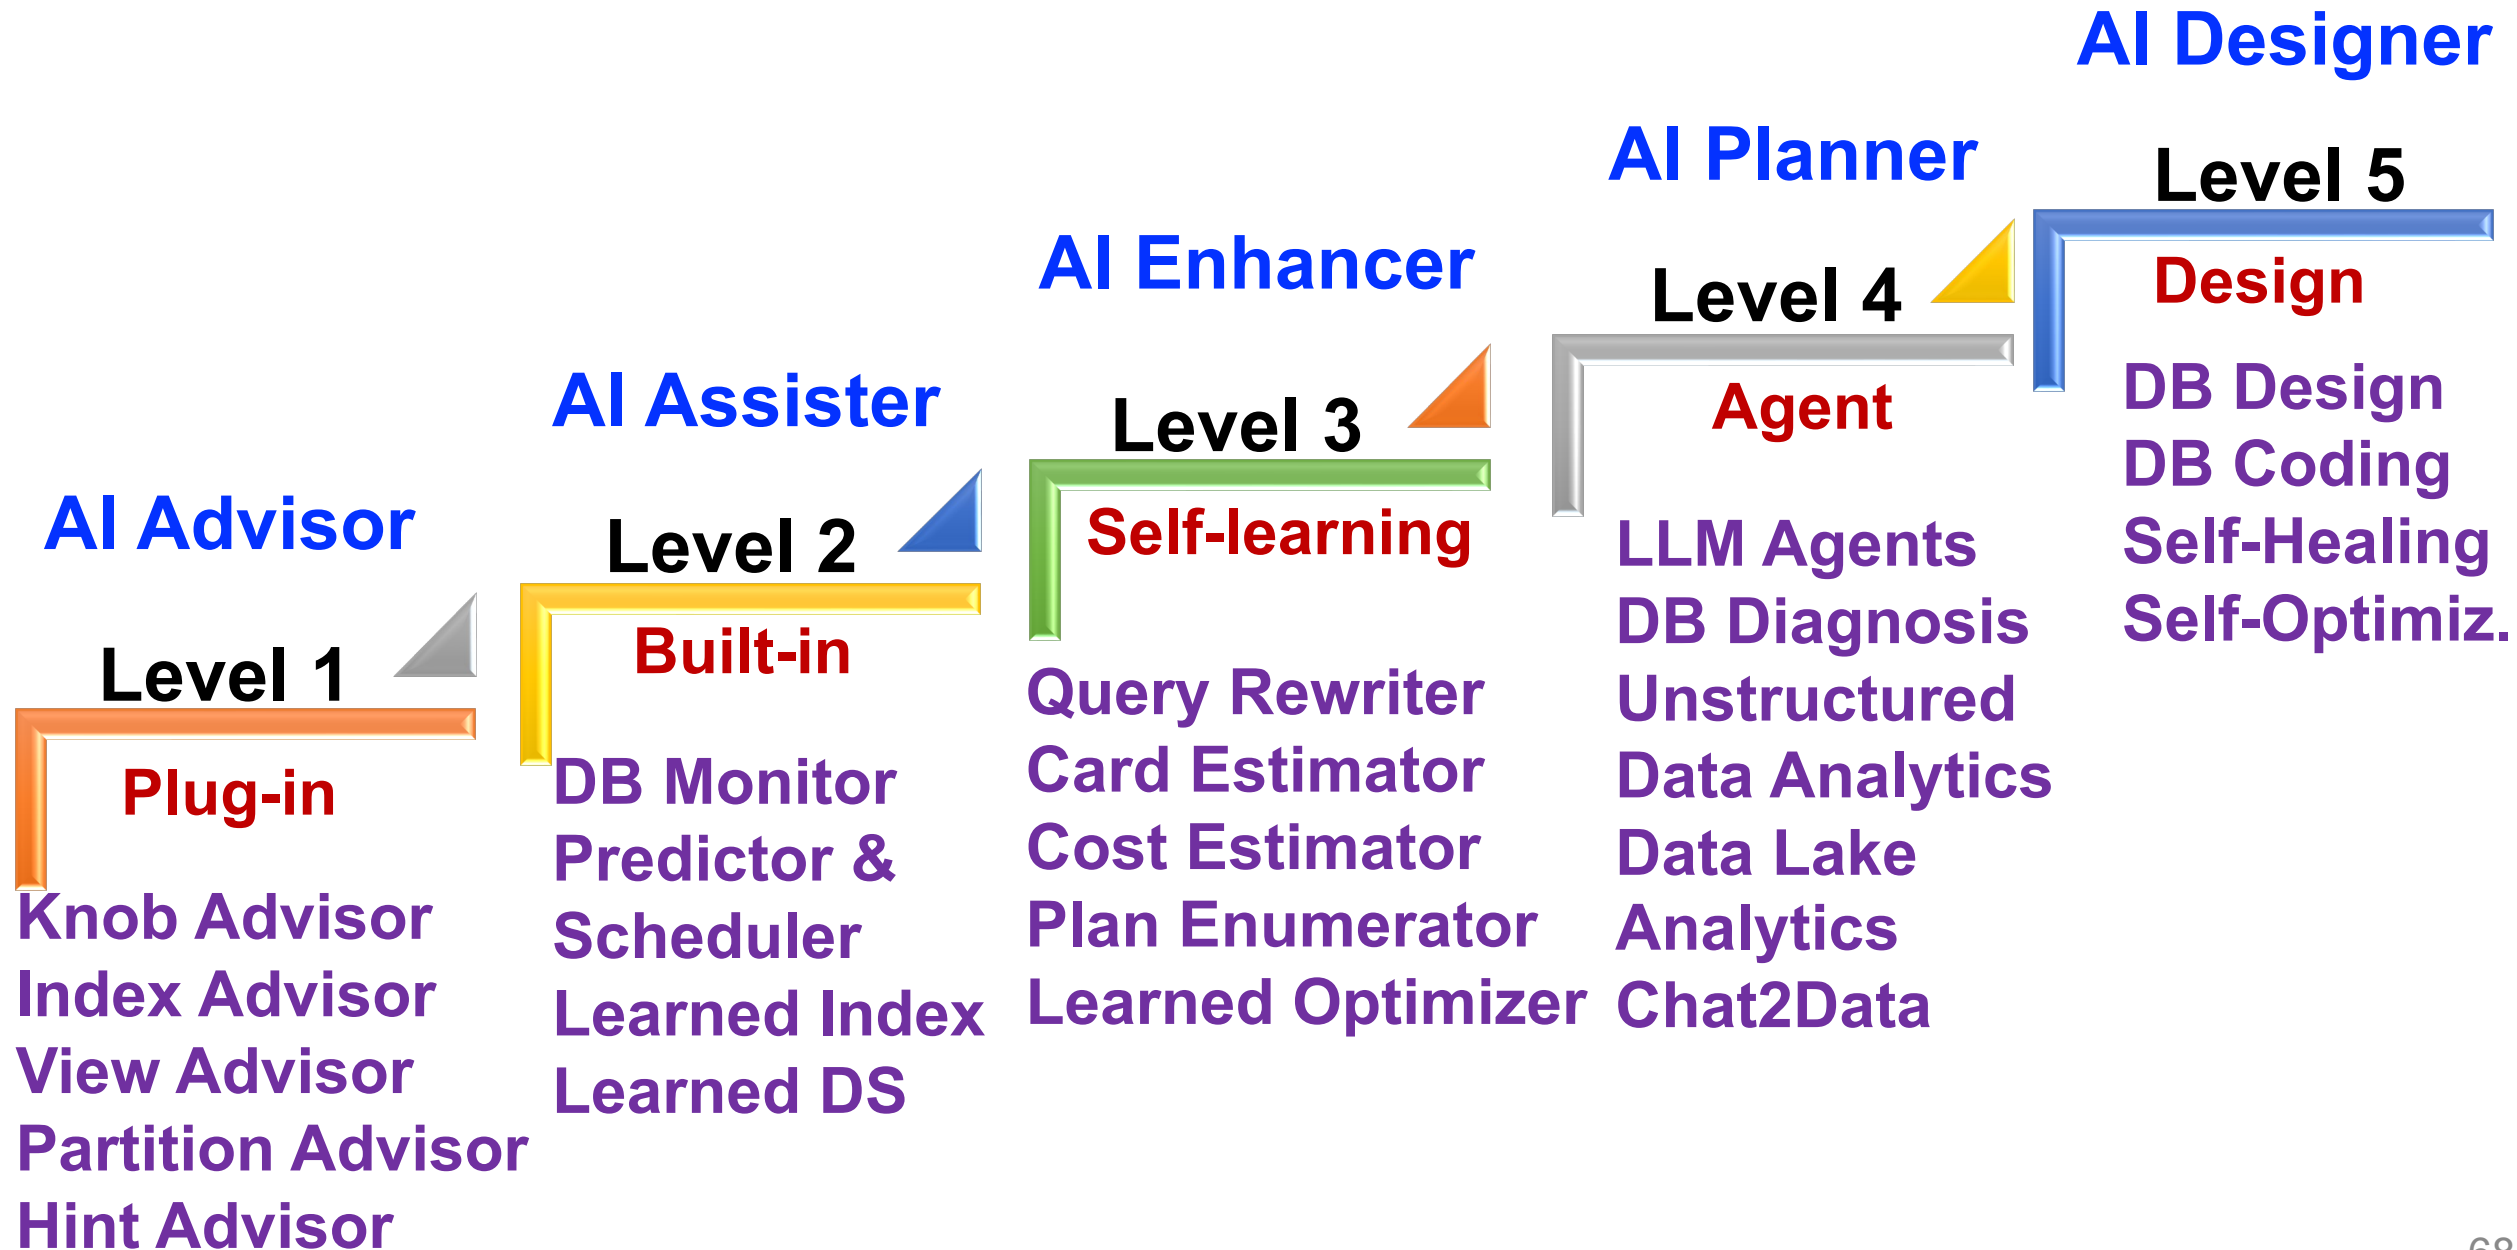 AI Advisor
Level 1
Plug-in
Knob Advisor
Index Advisor
View Advisor
Partition Advisor
Hint Advisor
AI Assister
Level 2
Built-in
DB Monitor
Predictor &
Scheduler
Learned Index
Learned DS
AI Enhancer
Level 3
Self-learning
Query Rewriter
Card Estimator
Cost Estimator
Plan Enumerator
Learned Optimizer
AI Planner
Level 4
Agent
LLM Agents
DB Diagnosis
Unstructured
Data Analytics
Data Lake
Analytics
Chat2Data
AI Designer
Level 5
Design
DB Design
DB Coding
Self-Healing
Self-Optimiz.